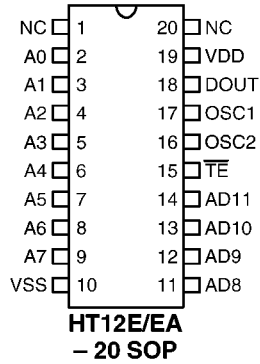 NC 1 20 NC
A0 2 19 VDD
A1 3 18 DOUT
A2 4 17 OSC1
A3 5 16 OSC2
A4 6 15 T̅E̅
A5 7 14 AD11
A6 8 13 AD10
A7 9 12 AD9
VSS 10 11 AD8
HT12E/EA
– 20 SOP